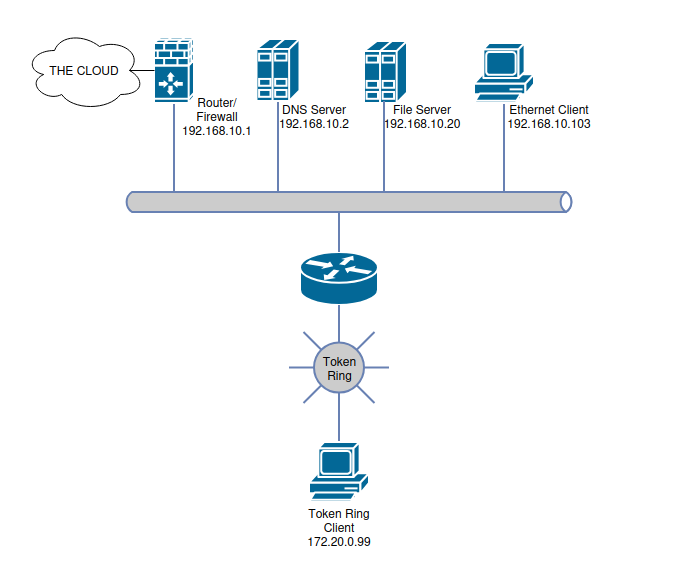 THE CLOUD
Router/
Firewall
192.168.10.1
DNS Server
192.168.10.2
File Server
192.168.10.20
Ethernet Client
192.168.10.103
Token
Ring
Token Ring
Client
172.20.0.99